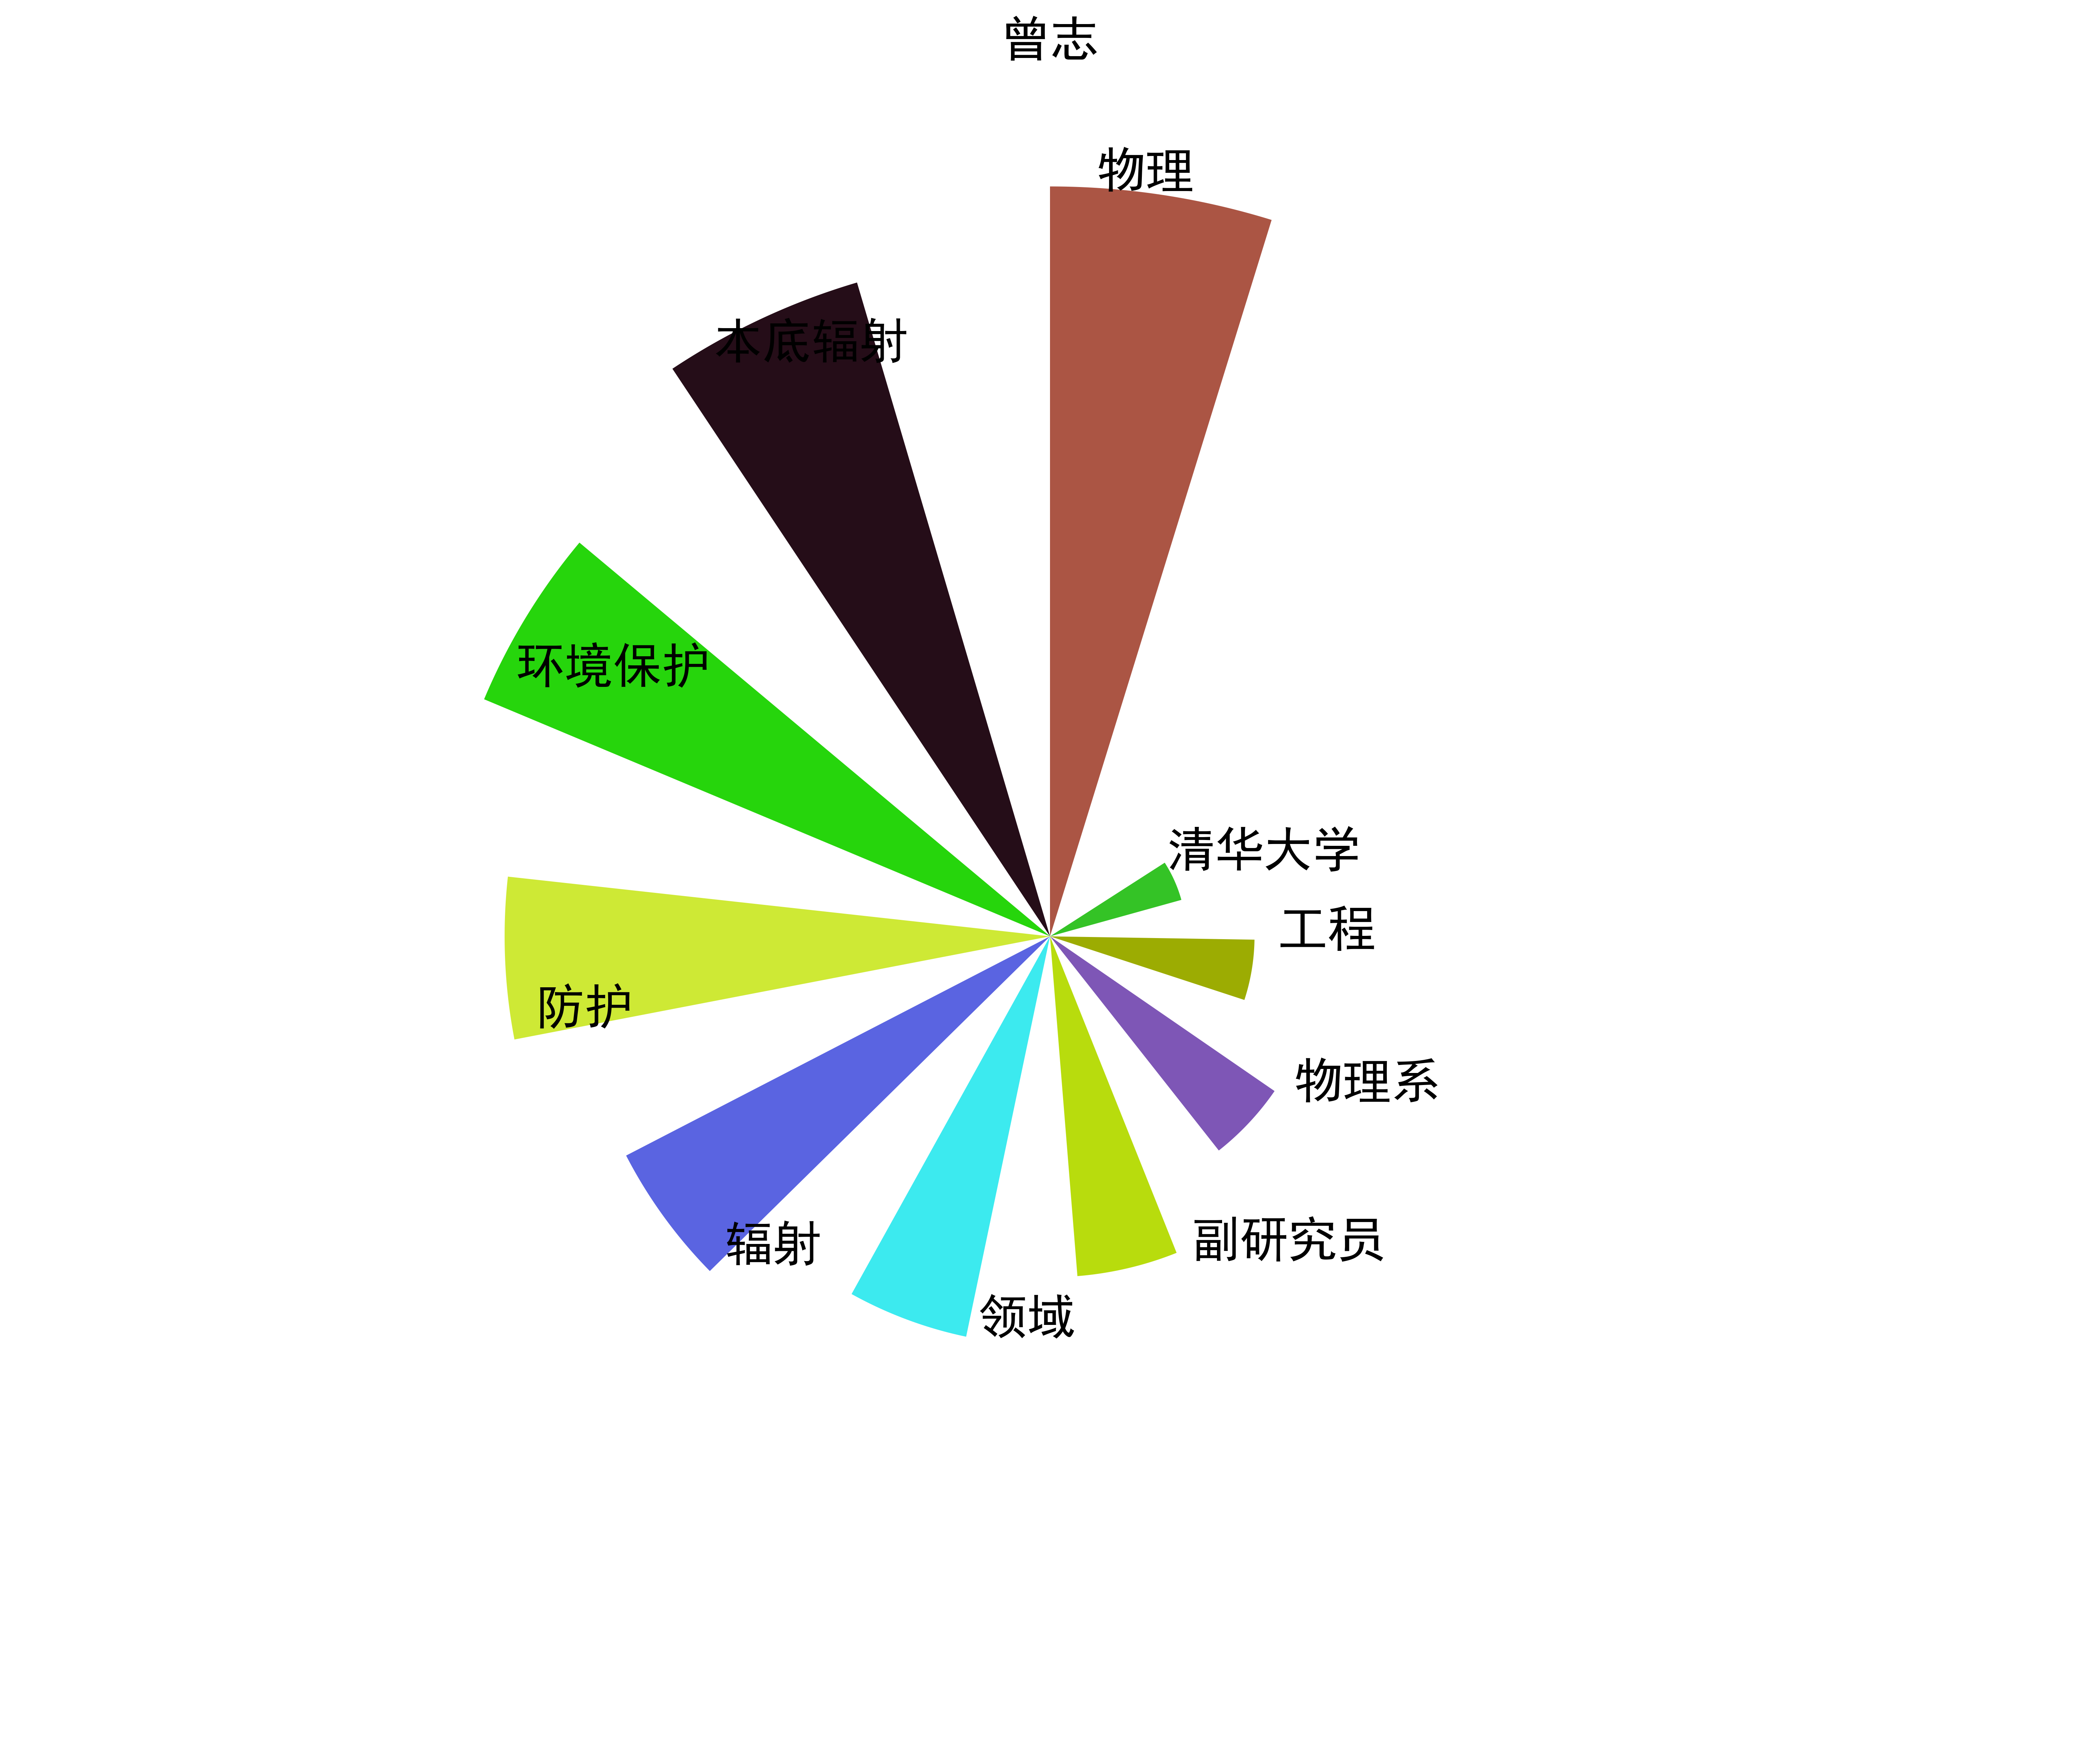 曾志
物理
本底辐射
环境保护
清华大学
工程
防护
物理系
副研究员
辐射
领域